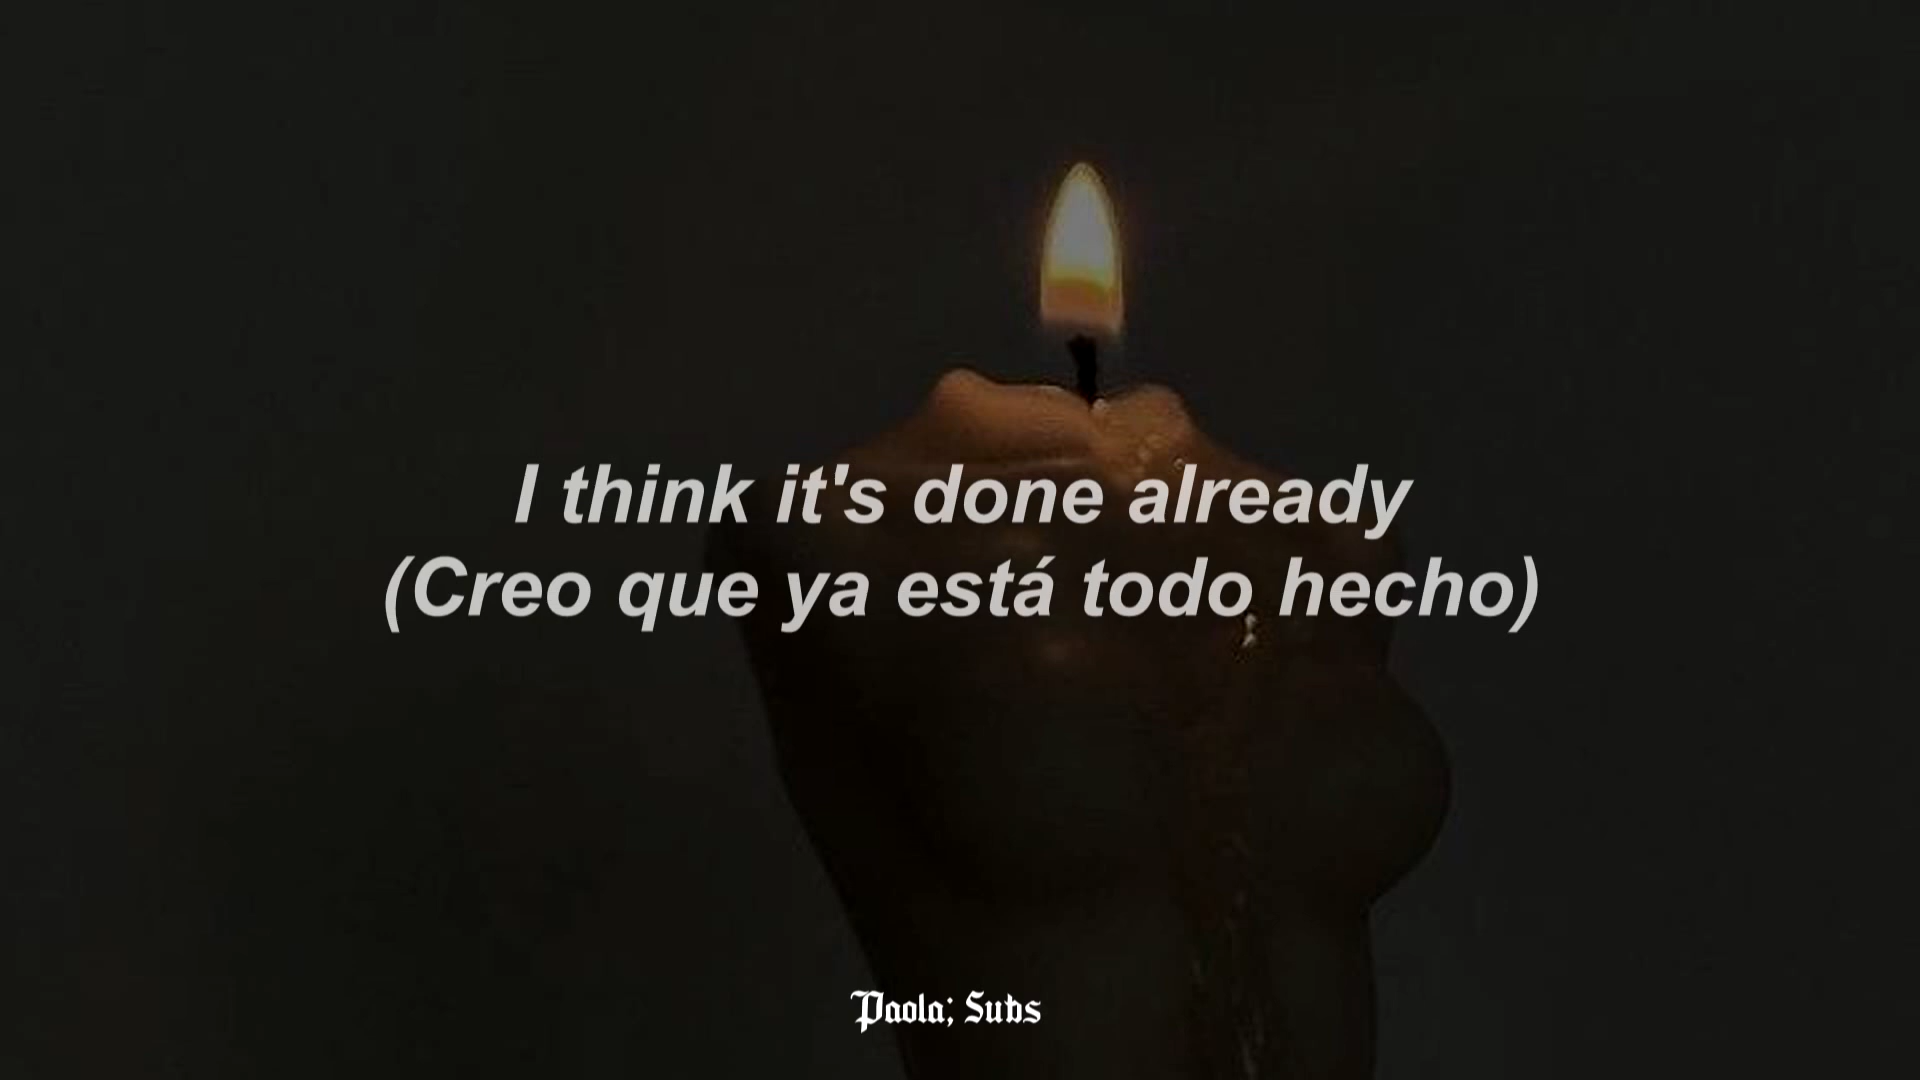 I think it's done already
(Creo que ya está todo hecho)
Paola; Subs